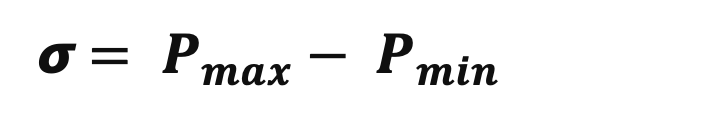 σ = P_max − P_min